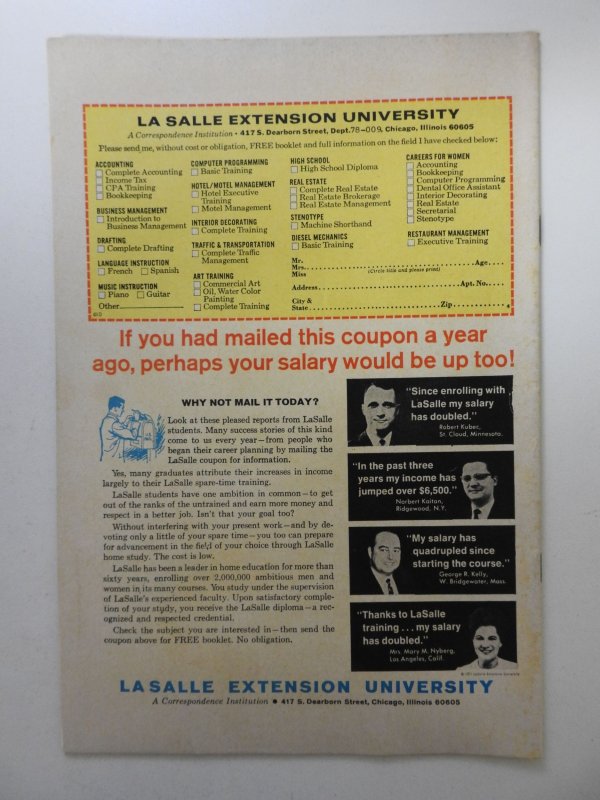 LA SALLE EXTENSION UNIVERSITY
A Correspondence Institution • 417 S. Dearborn Street, Dept. 78-009, Chicago, Illinois 60605
Please send me, without cost or obligation, FREE booklet and full information on the field I have checked below:
ACCOUNTING
Complete Accounting
Income Tax
CPA Training
Bookkeeping
BUSINESS MANAGEMENT
Introduction to
Business Management
DRAFTING
Complete Drafting
LANGUAGE INSTRUCTION
French Spanish
MUSIC INSTRUCTION
Piano Guitar
Other
COMPUTER PROGRAMMING
Basic Training
HOTEL/MOTEL MANAGEMENT
Hotel Executive
Training
Motel Management
INTERIOR DECORATING
Complete Training
TRAFFIC & TRANSPORTATION
Complete Traffic
Management
ART TRAINING
Commercial Art
Oil, Water Color
Painting
Complete Training
HIGH SCHOOL
High School Diploma
REAL ESTATE
Complete Real Estate
Real Estate Brokerage
Real Estate Management
STENOTYPE
Machine Shorthand
DIESEL MECHANICS
Basic Training
CAREERS FOR WOMEN
Accounting
Bookkeeping
Computer Programming
Dental Office Assistant
Interior Decorating
Real Estate
Secretarial
Stenotype
RESTAURANT MANAGEMENT
Executive Training
Mr.
Mrs. Age
Miss (Circle title and please print)
Address Apt. No.
City &
State Zip
If you had mailed this coupon a year
ago, perhaps your salary would be up too!
WHY NOT MAIL IT TODAY?
Look at these pleased reports from LaSalle
students. Many success stories of this kind
come to us every year—from people who
began their career planning by mailing the
LaSalle coupon for information.
Yes, many graduates attribute their increases in income
largely to their LaSalle spare-time training.
LaSalle students have one ambition in common—to get
out of the ranks of the untrained and earn more money and
respect in a better job. Isn't that your goal too?
Without interfering with your present work—and by de-
voting only a little of your spare time—you too can prepare
for advancement in the field of your choice through LaSalle
home study. The cost is low.
LaSalle has been a leader in home education for more than
sixty years, enrolling over 2,000,000 ambitious men and
women in its many courses. You study under the supervision
of LaSalle's experienced faculty. Upon satisfactory comple-
tion of your study, you receive the LaSalle diploma—a rec-
ognized and respected credential.
Check the subject you are interested in—then send the
coupon above for FREE booklet. No obligation.
"Since enrolling with
LaSalle my salary
has doubled."
Robert Kubec,
St. Cloud, Minnesota.
"In the past three
years my income has
jumped over $6,500."
Norbert Kaiton,
Ridgewood, N.Y.
"My salary has
quadrupled since
starting the course."
George R. Kelly,
W. Bridgewater, Mass.
"Thanks to LaSalle
training . . . my salary
has doubled."
Mrs. Mary M. Nyberg,
Los Angeles, Calif.
LA SALLE EXTENSION UNIVERSITY
A Correspondence Institution • 417 S. Dearborn Street, Chicago, Illinois 60605